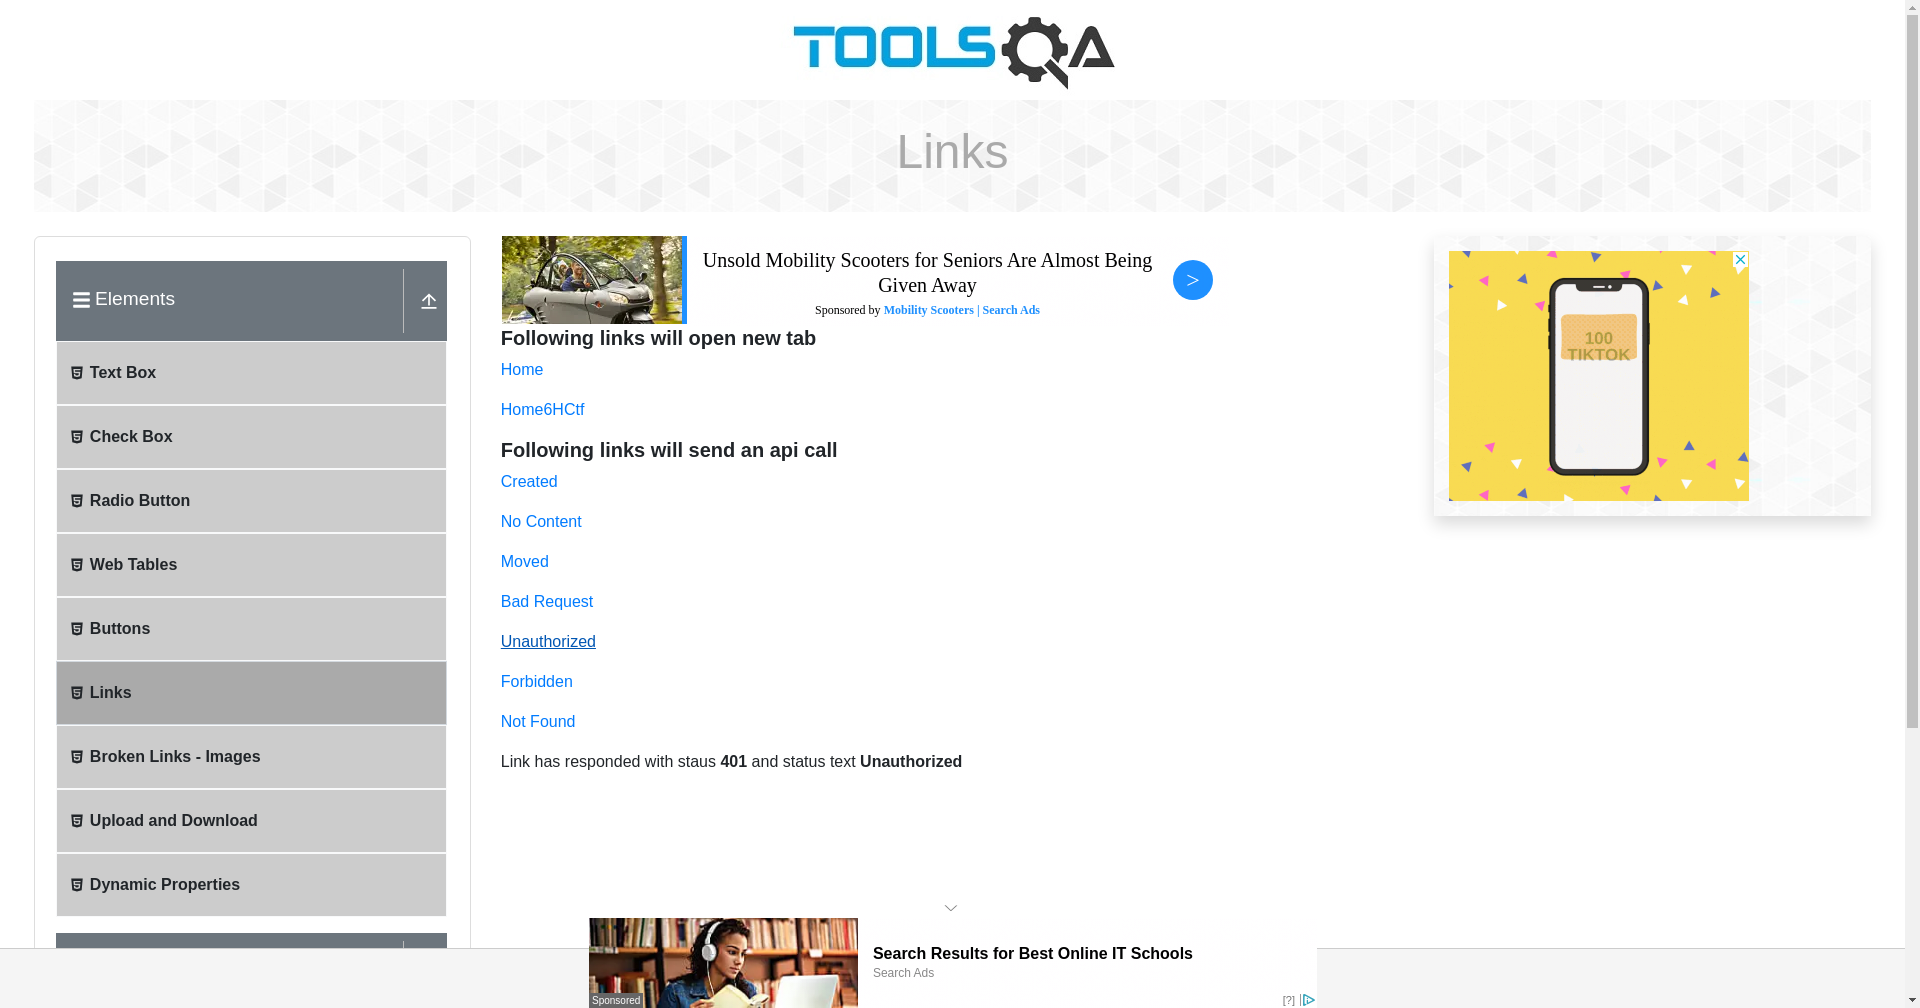 TOOLSQA
Links
Elements
Text Box
Check Box
Radio Button
Web Tables
Buttons
Links
Broken Links - Images
Upload and Download
Dynamic Properties
Unsold Mobility Scooters for Seniors Are Almost Being
Given Away
Sponsored by Mobility Scooters | Search Ads
>
Following links will open new tab
Home
Home6HCtf
Following links will send an api call
Created
No Content
Moved
Bad Request
Unauthorized
Forbidden
Not Found
Link has responded with staus 401 and status text Unauthorized
100
TIKTOK
Search Results for Best Online IT Schools
Search Ads
Sponsored
[?]